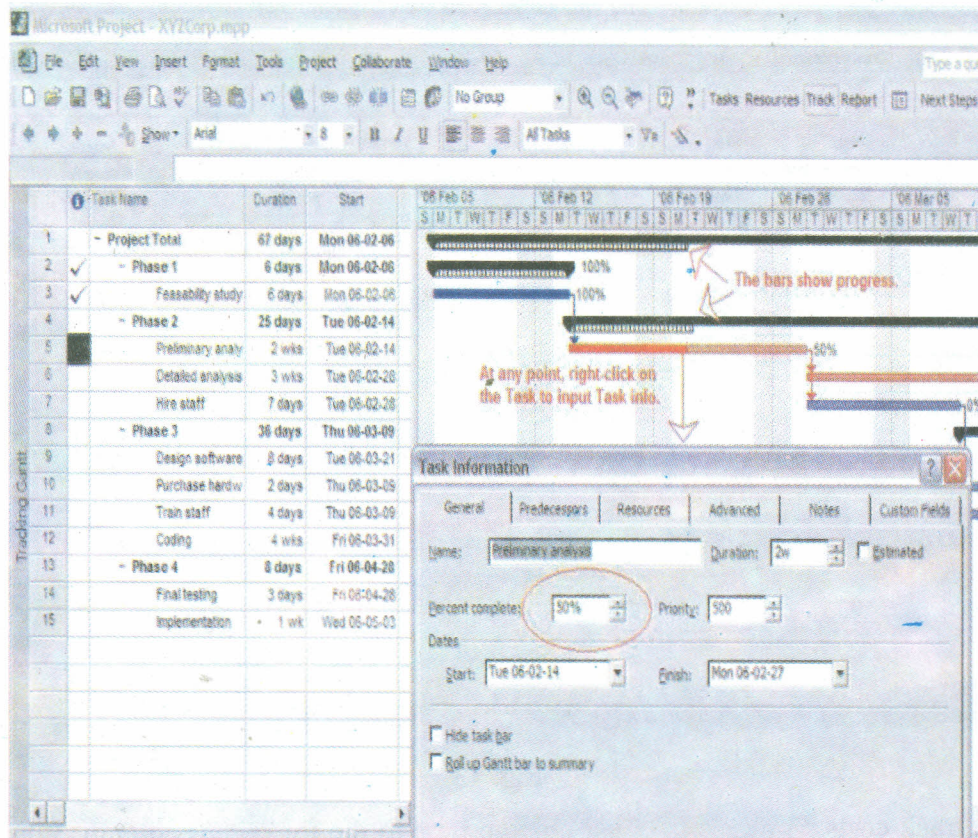 Microsoft Project - XYZCorp.mpp
File Edit View Insert Format Tools Project Collaborate Window Help
Type a qu
No Group Tasks Resources Track Report Next Steps
Show Arial 8 B I U All Tasks
Task Name Duration Start '06 Feb 05 '06 Feb 12 '06 Feb 19 '06 Feb 26 '06 Mar 05
S M T W T F S S M T W T F S S M T W T F S S M T W T F S S M T W T
1 - Project Total 67 days Mon 06-02-06
2 - Phase 1 6 days Mon 06-02-06 100%
3 Feasability study 6 days Mon 06-02-06 100%
4 - Phase 2 25 days Tue 06-02-14
5 Preliminary analy 2 wks Tue 06-02-14 50%
6 Detailed analysis 3 wks Tue 06-02-28
7 Hire staff 7 days Tue 06-02-28 0%
8 - Phase 3 36 days Thu 06-03-09
9 Design software 8 days Tue 06-03-21
10 Purchase hardw 2 days Thu 06-03-09
11 Train staff 4 days Thu 06-03-09
12 Coding 4 wks Fri 06-03-31
13 - Phase 4 8 days Fri 06-04-28
14 Final testing 3 days Fri 06-04-28
15 Implementation 1 wk Wed 06-05-03
Tracking Gantt
The bars show progress.
At any point, right-click on
the Task to input Task info.
Task Information
General Predecessors Resources Advanced Notes Custom Fields
Name: Preliminary analysis Duration: 2w Estimated
Percent complete: 50% Priority: 500
Dates
Start: Tue 06-02-14 Finish: Mon 06-02-27
Hide task bar
Roll up Gantt bar to summary